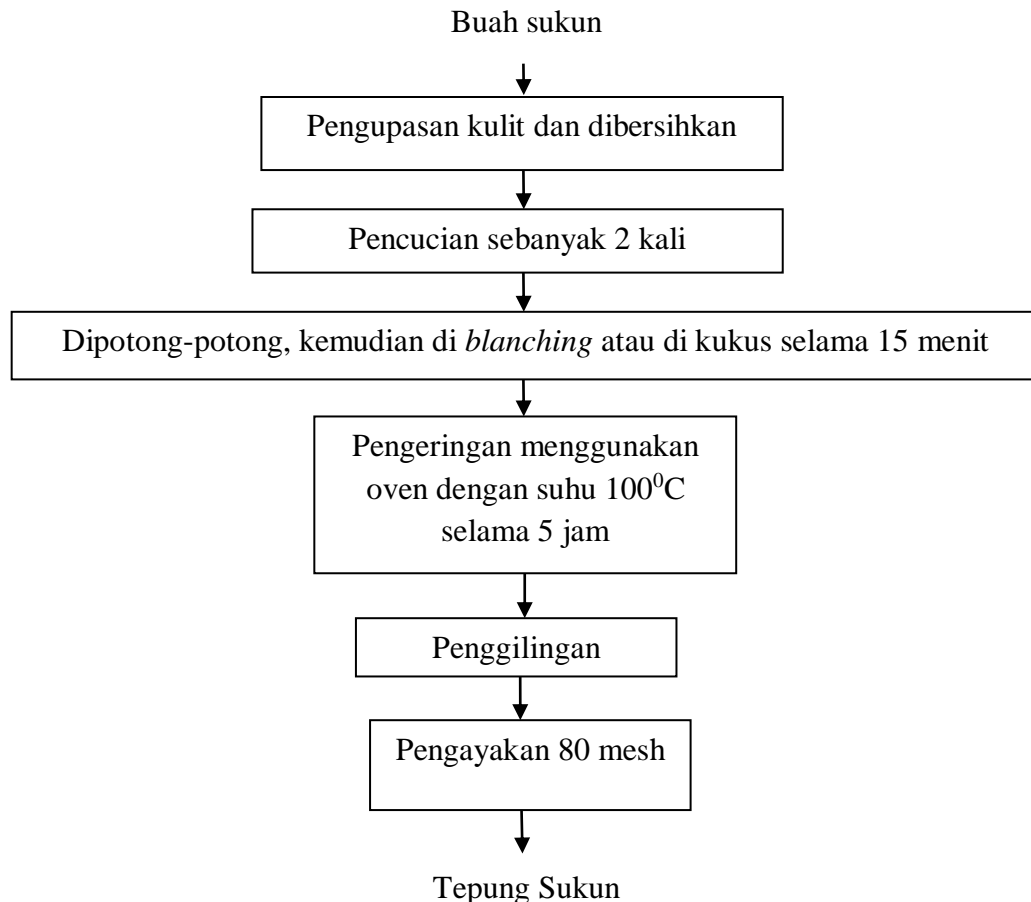 Buah sukun
Pengupasan kulit dan dibersihkan
Pencucian sebanyak 2 kali
Dipotong-potong, kemudian di blanching atau di kukus selama 15 menit
Pengeringan menggunakan
oven dengan suhu 100⁰C
selama 5 jam
Penggilingan
Pengayakan 80 mesh
Tepung Sukun